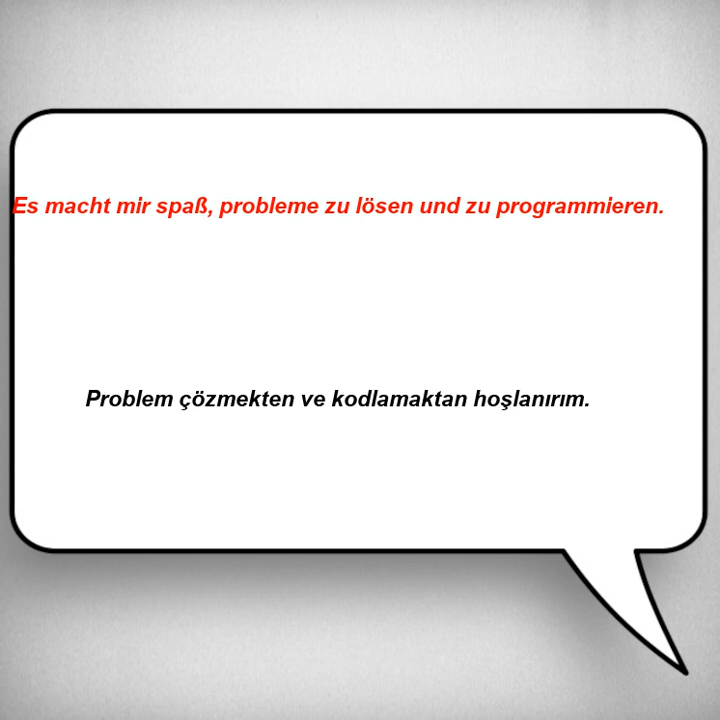 Es macht mir spaß, probleme zu lösen und zu programmieren.
Problem çözmekten ve kodlamaktan hoşlanırım.